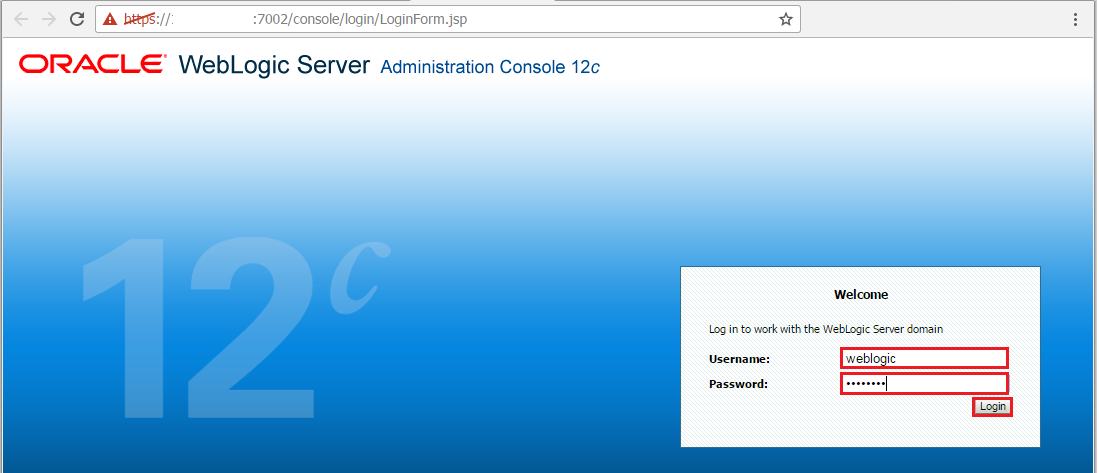 https://:7002/console/login/LoginForm.jsp
ORACLE WebLogic Server Administration Console 12c
12c
Welcome
Log in to work with the WebLogic Server domain
Username: weblogic
Password: ••••••••
Login